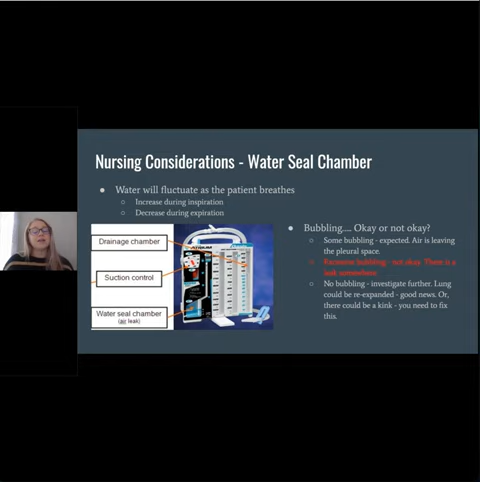 Nursing Considerations - Water Seal Chamber
● Water will fluctuate as the patient breathes
○ Increase during inspiration
○ Decrease during expiration
Drainage chamber
Suction control
Water seal chamber
(air leak)
● Bubbling.... Okay or not okay?
○ Some bubbling - expected. Air is leaving
the pleural space.
○ Excessive bubbling - not okay. There is a
leak somewhere
○ No bubbling - investigate further. Lung
could be re-expanded - good news. Or,
there could be a kink - you need to fix
this.